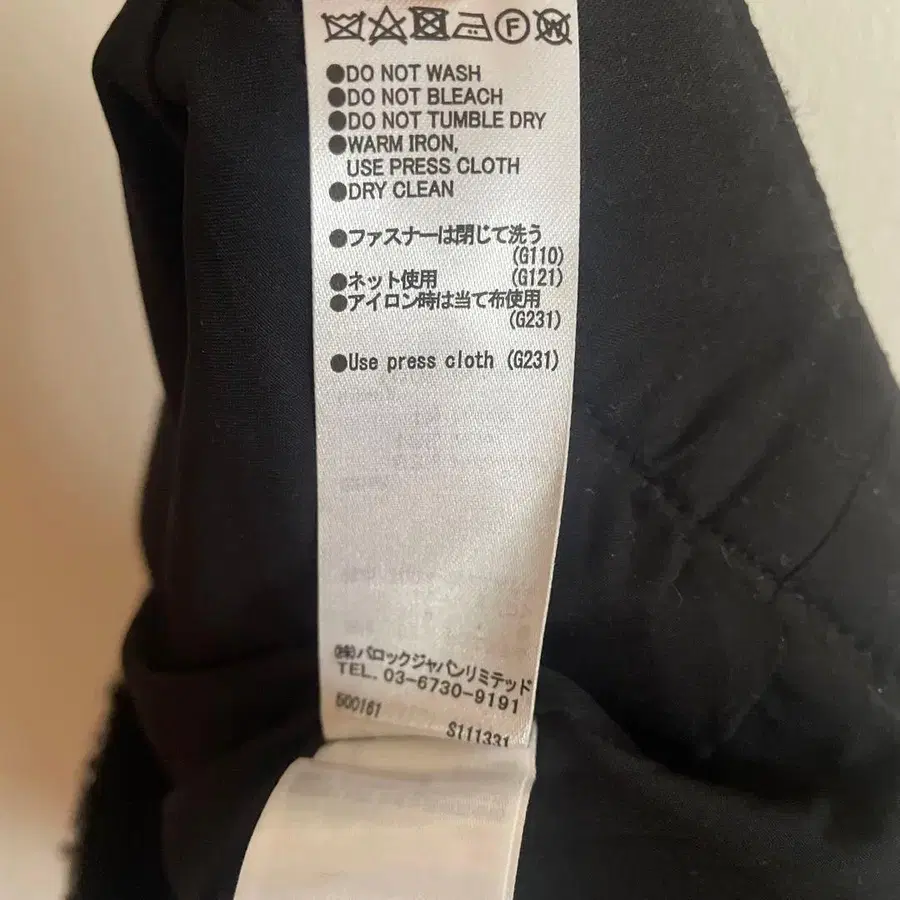 F W
●DO NOT WASH
●DO NOT BLEACH
●DO NOT TUMBLE DRY
●WARM IRON,
USE PRESS CLOTH
●DRY CLEAN
●ファスナーは閉じて洗う
(G110)
●ネット使用 (G121)
●アイロン時は当て布使用
(G231)
●Use press cloth (G231)
㈱バロックジャパンリミテッド
TEL. 03-6730-9191
500161
S111331